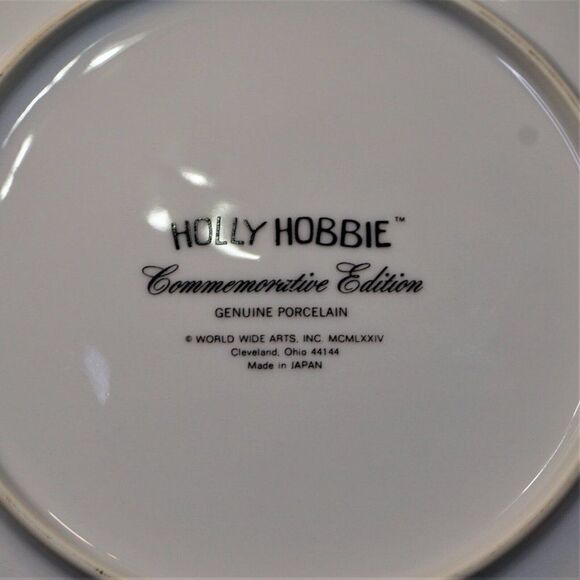 HOLLY HOBBIE™
Commemorative Edition
GENUINE PORCELAIN
© WORLD WIDE ARTS, INC. MCMLXXIV
Cleveland, Ohio 44144
Made in JAPAN